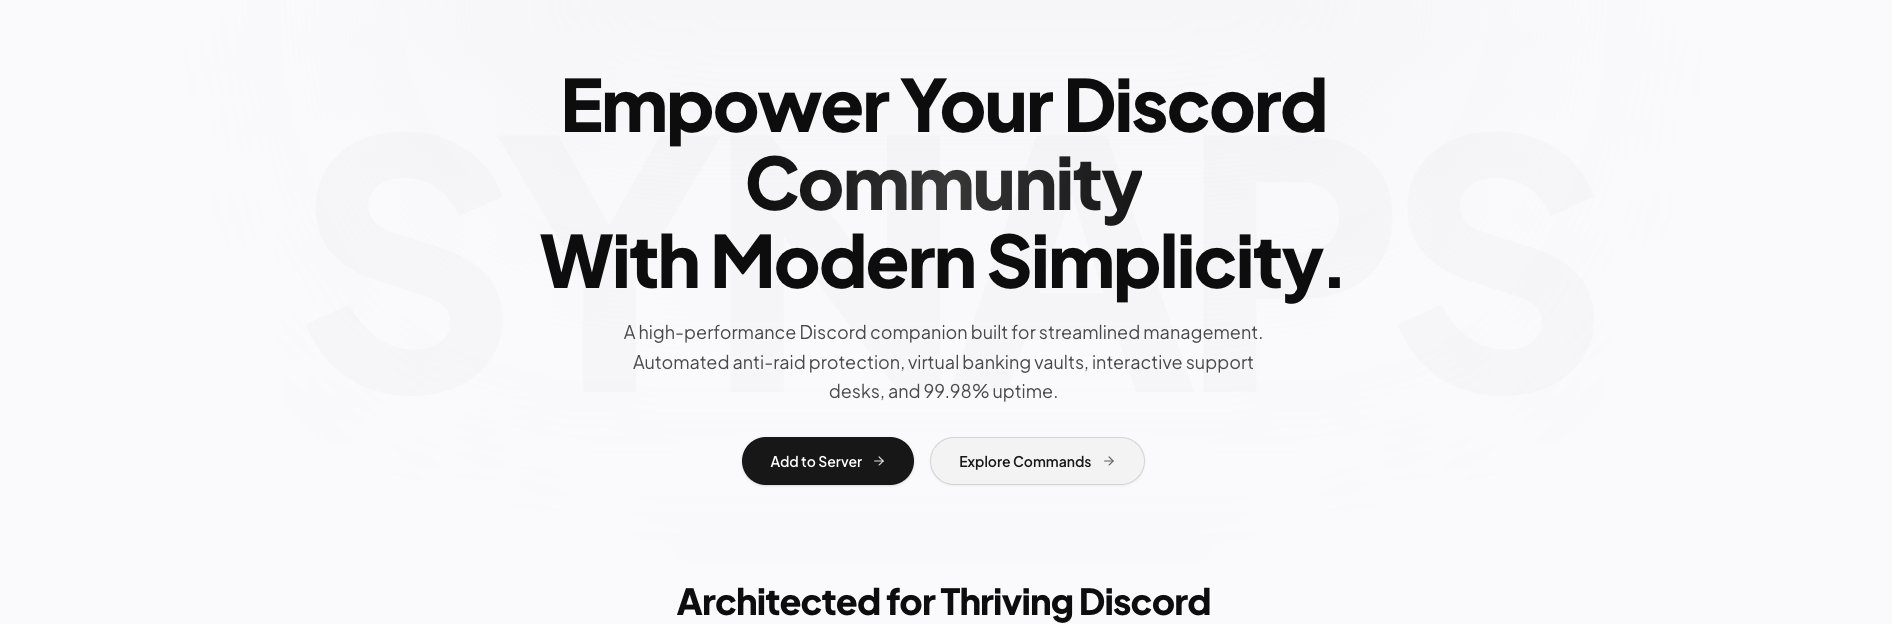 SYNAPS
Empower Your Discord
Community
With Modern Simplicity.
A high-performance Discord companion built for streamlined management.
Automated anti-raid protection, virtual banking vaults, interactive support
desks, and 99.98% uptime.
Add to Server →
Explore Commands →
Architected for Thriving Discord